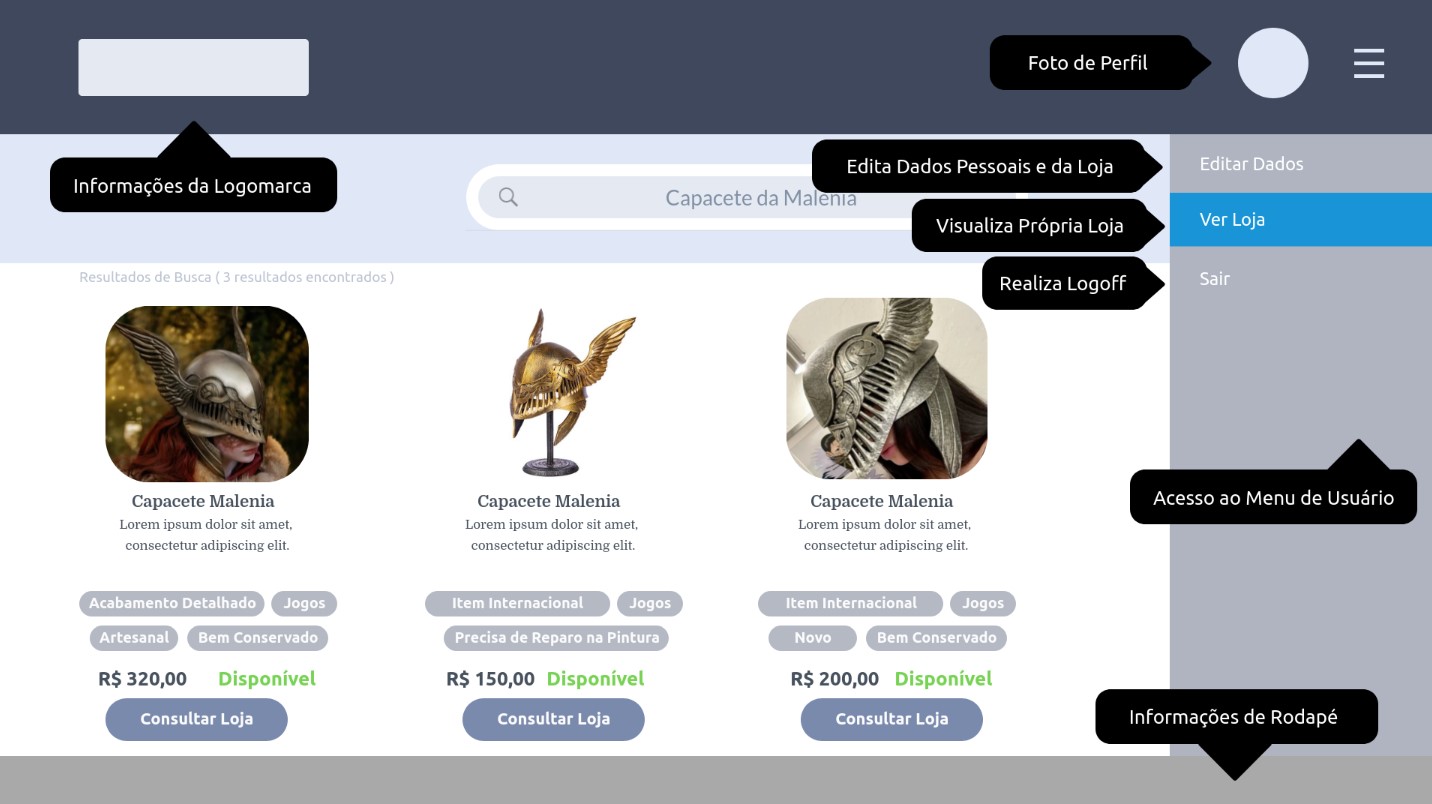 Foto de Perfil
Informações da Logomarca
Edita Dados Pessoais e da Loja
Editar Dados
Capacete da Malenia
Visualiza Própria Loja
Ver Loja
Realiza Logoff
Sair
Resultados de Busca ( 3 resultados encontrados )
Capacete Malenia
Lorem ipsum dolor sit amet,
consectetur adipiscing elit.
Acabamento Detalhado
Jogos
Artesanal
Bem Conservado
R$ 320,00
Disponível
Consultar Loja
Capacete Malenia
Lorem ipsum dolor sit amet,
consectetur adipiscing elit.
Item Internacional
Jogos
Precisa de Reparo na Pintura
R$ 150,00
Disponível
Consultar Loja
Capacete Malenia
Lorem ipsum dolor sit amet,
consectetur adipiscing elit.
Item Internacional
Jogos
Novo
Bem Conservado
R$ 200,00
Disponível
Consultar Loja
Acesso ao Menu de Usuário
Informações de Rodapé